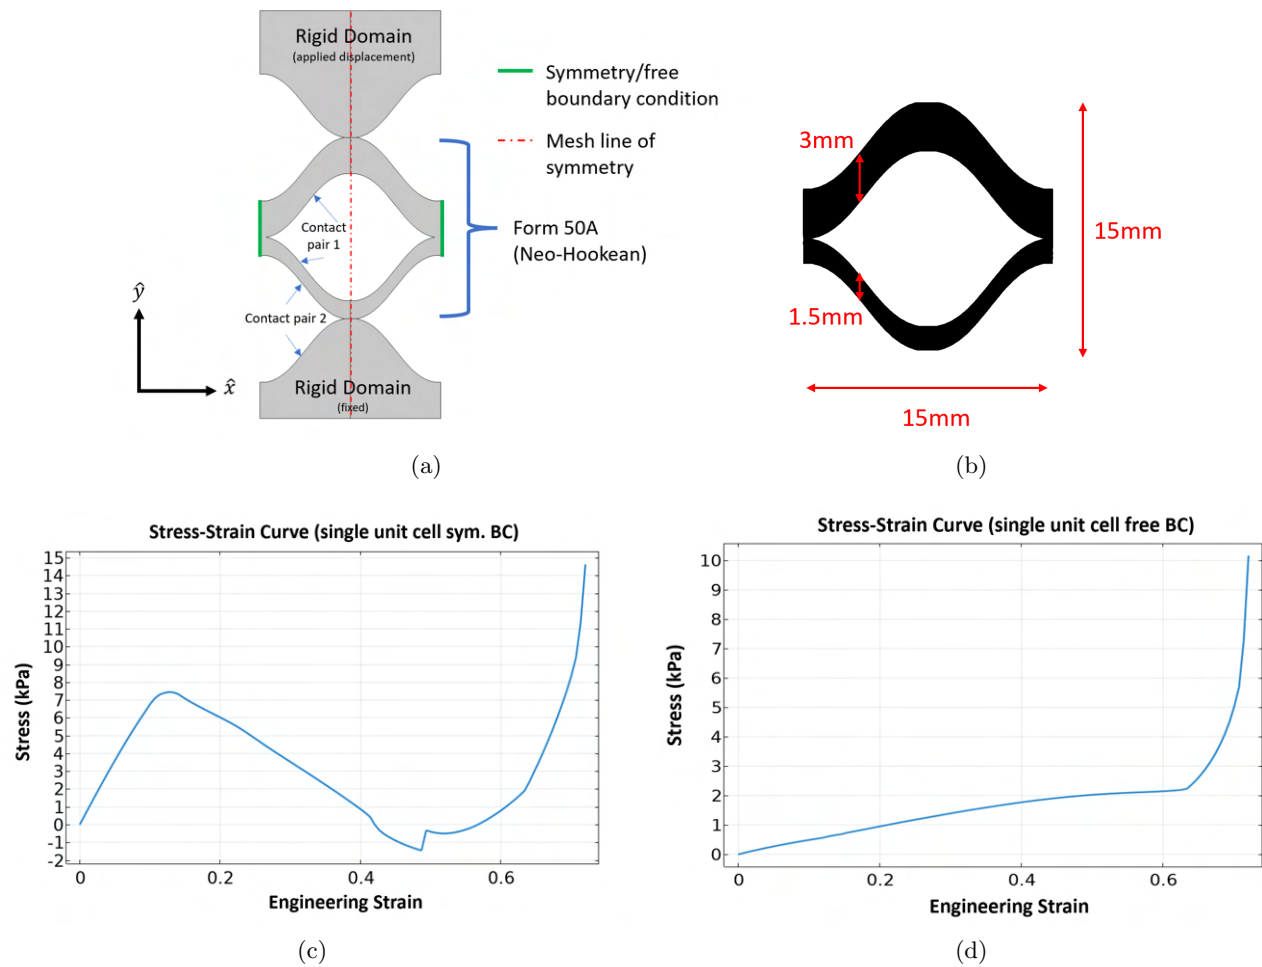 Rigid Domain
(applied displacement)
Symmetry/free
boundary condition
Mesh line of
symmetry
Contact
pair 1
Form 50A
(Neo-Hookean)
Contact pair 2
ŷ
x̂
Rigid Domain
(fixed)
(a)
3mm
15mm
1.5mm
15mm
(b)
Stress-Strain Curve (single unit cell sym. BC)
Stress (kPa)
15
14
13
12
11
10
9
8
7
6
5
4
3
2
1
0
-1
-2
0
0.2
0.4
0.6
Engineering Strain
(c)
Stress-Strain Curve (single unit cell free BC)
Stress (kPa)
10
9
8
7
6
5
4
3
2
1
0
0
0.2
0.4
0.6
Engineering Strain
(d)